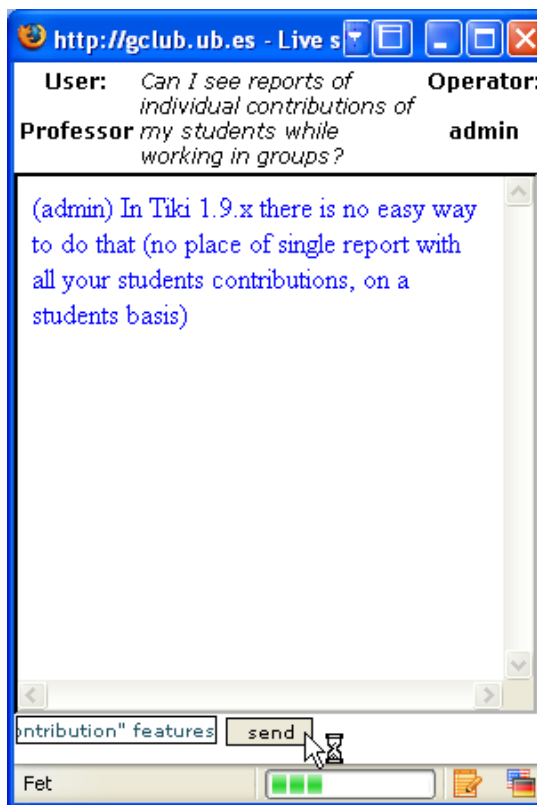 http://gclub.ub.es - Live s
User:
Professor
Can I see reports of
individual contributions of
my students while
working in groups?
Operator:
admin
(admin) In Tiki 1.9.x there is no easy way
to do that (no place of single report with
all your students contributions, on a
students basis)
ontribution" features
send
Fet